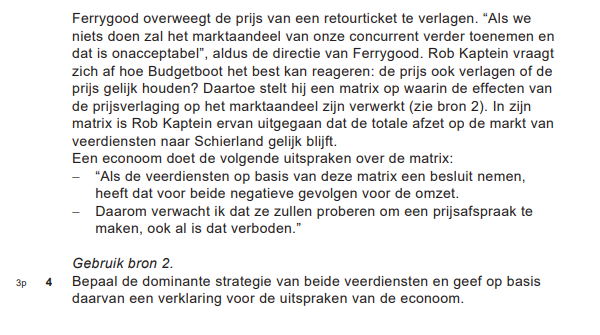 Ferrygood overweegt de prijs van een retourticket te verlagen. “Als we
niets doen zal het marktaandeel van onze concurrent verder toenemen en
dat is onacceptabel”, aldus de directie van Ferrygood. Rob Kaptein vraagt
zich af hoe Budgetboot het best kan reageren: de prijs ook verlagen of de
prijs gelijk houden? Daartoe stelt hij een matrix op waarin de effecten van
de prijsverlaging op het marktaandeel zijn verwerkt (zie bron 2). In zijn
matrix is Rob Kaptein ervan uitgegaan dat de totale afzet op de markt van
veerdiensten naar Schierland gelijk blijft.
Een econoom doet de volgende uitspraken over de matrix:
− “Als de veerdiensten op basis van deze matrix een besluit nemen,
heeft dat voor beide negatieve gevolgen voor de omzet.
− Daarom verwacht ik dat ze zullen proberen om een prijsafspraak te
maken, ook al is dat verboden.”
Gebruik bron 2.
3p 4 Bepaal de dominante strategie van beide veerdiensten en geef op basis
daarvan een verklaring voor de uitspraken van de econoom.